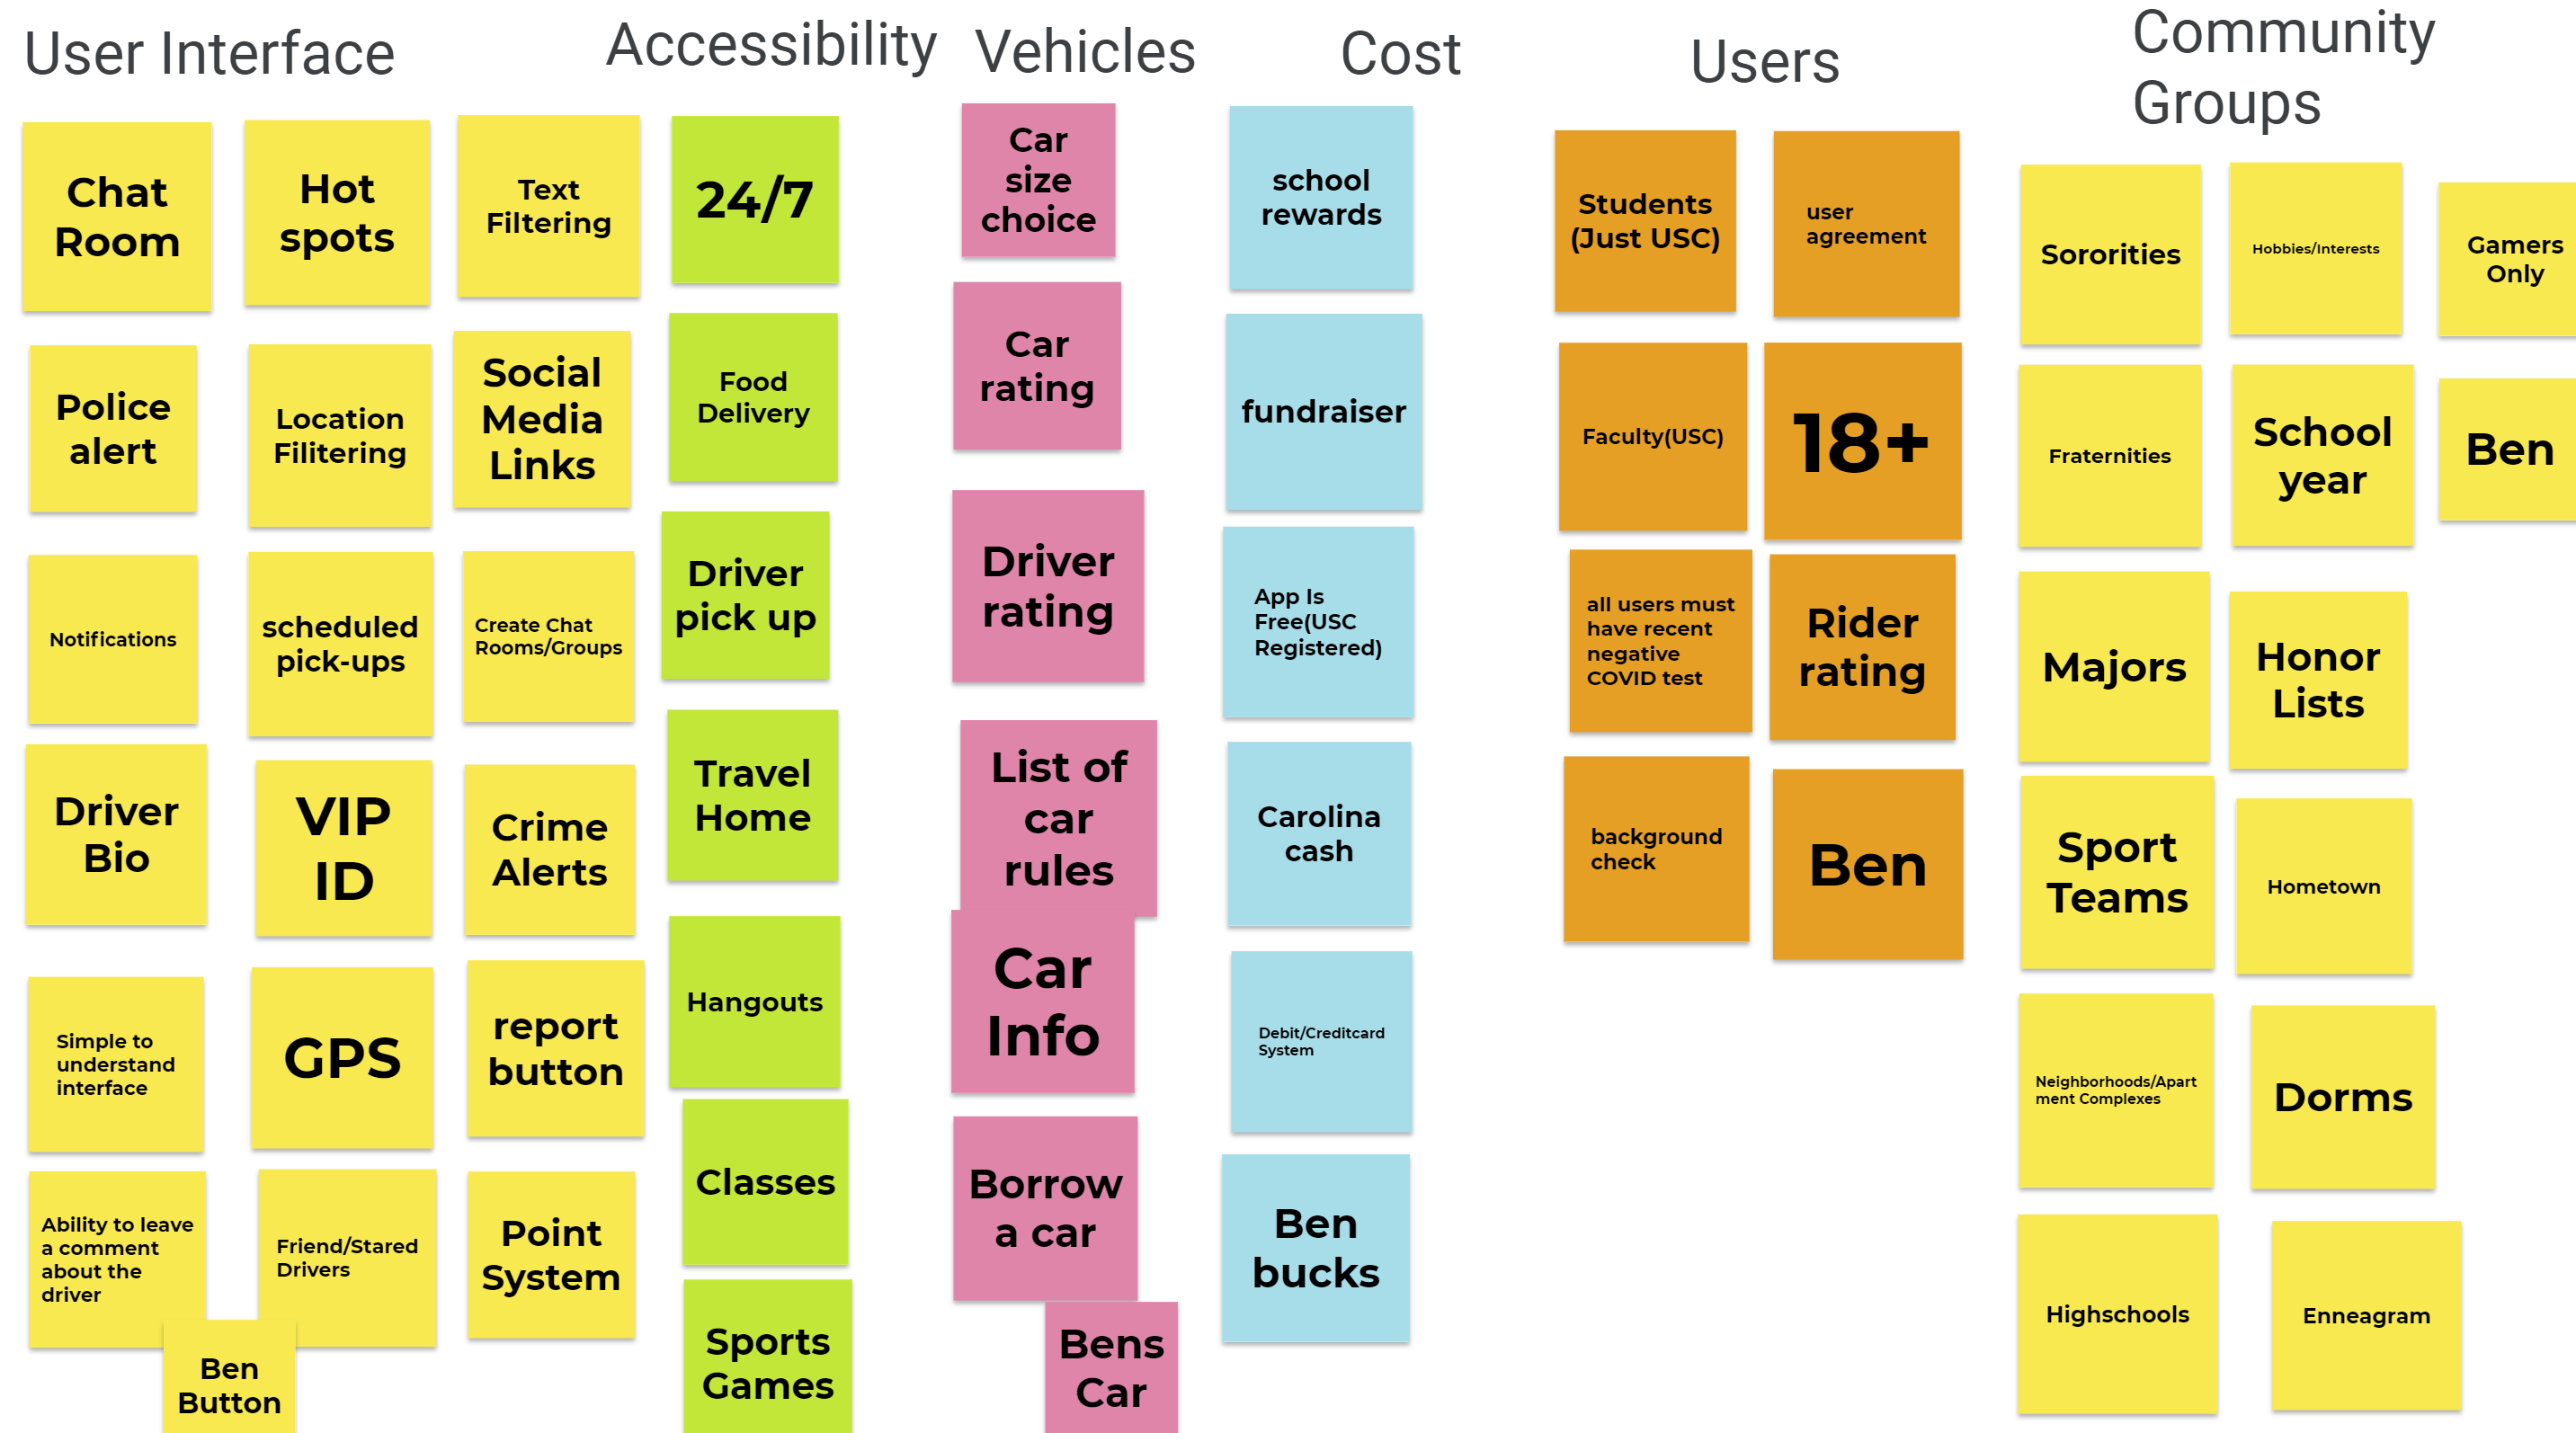 User Interface
Chat
Room
Hot
spots
Text
Filtering
Police
alert
Location
Filitering
Social
Media
Links
Notifications
scheduled
pick-ups
Create Chat
Rooms/Groups
Driver
Bio
VIP
ID
Crime
Alerts
Simple to
understand
interface
GPS
report
button
Ability to leave
a comment
about the
driver
Friend/Stared
Drivers
Point
System
Ben
Button
Accessibility
24/7
Food
Delivery
Driver
pick up
Travel
Home
Hangouts
Classes
Sports
Games
Vehicles
Car
size
choice
Car
rating
Driver
rating
List of
car
rules
Car
Info
Borrow
a car
Bens
Car
Cost
school
rewards
fundraiser
App Is
Free(USC
Registered)
Carolina
cash
Debit/Creditcard
System
Ben
bucks
Users
Students
(Just USC)
user
agreement
Faculty(USC)
18+
all users must
have recent
negative
COVID test
Rider
rating
background
check
Ben
Community
Groups
Sororities
Hobbies/Interests
Gamers
Only
Fraternities
School
year
Ben
Majors
Honor
Lists
Sport
Teams
Hometown
Neighborhoods/Apart
ment Complexes
Dorms
Highschools
Enneagram